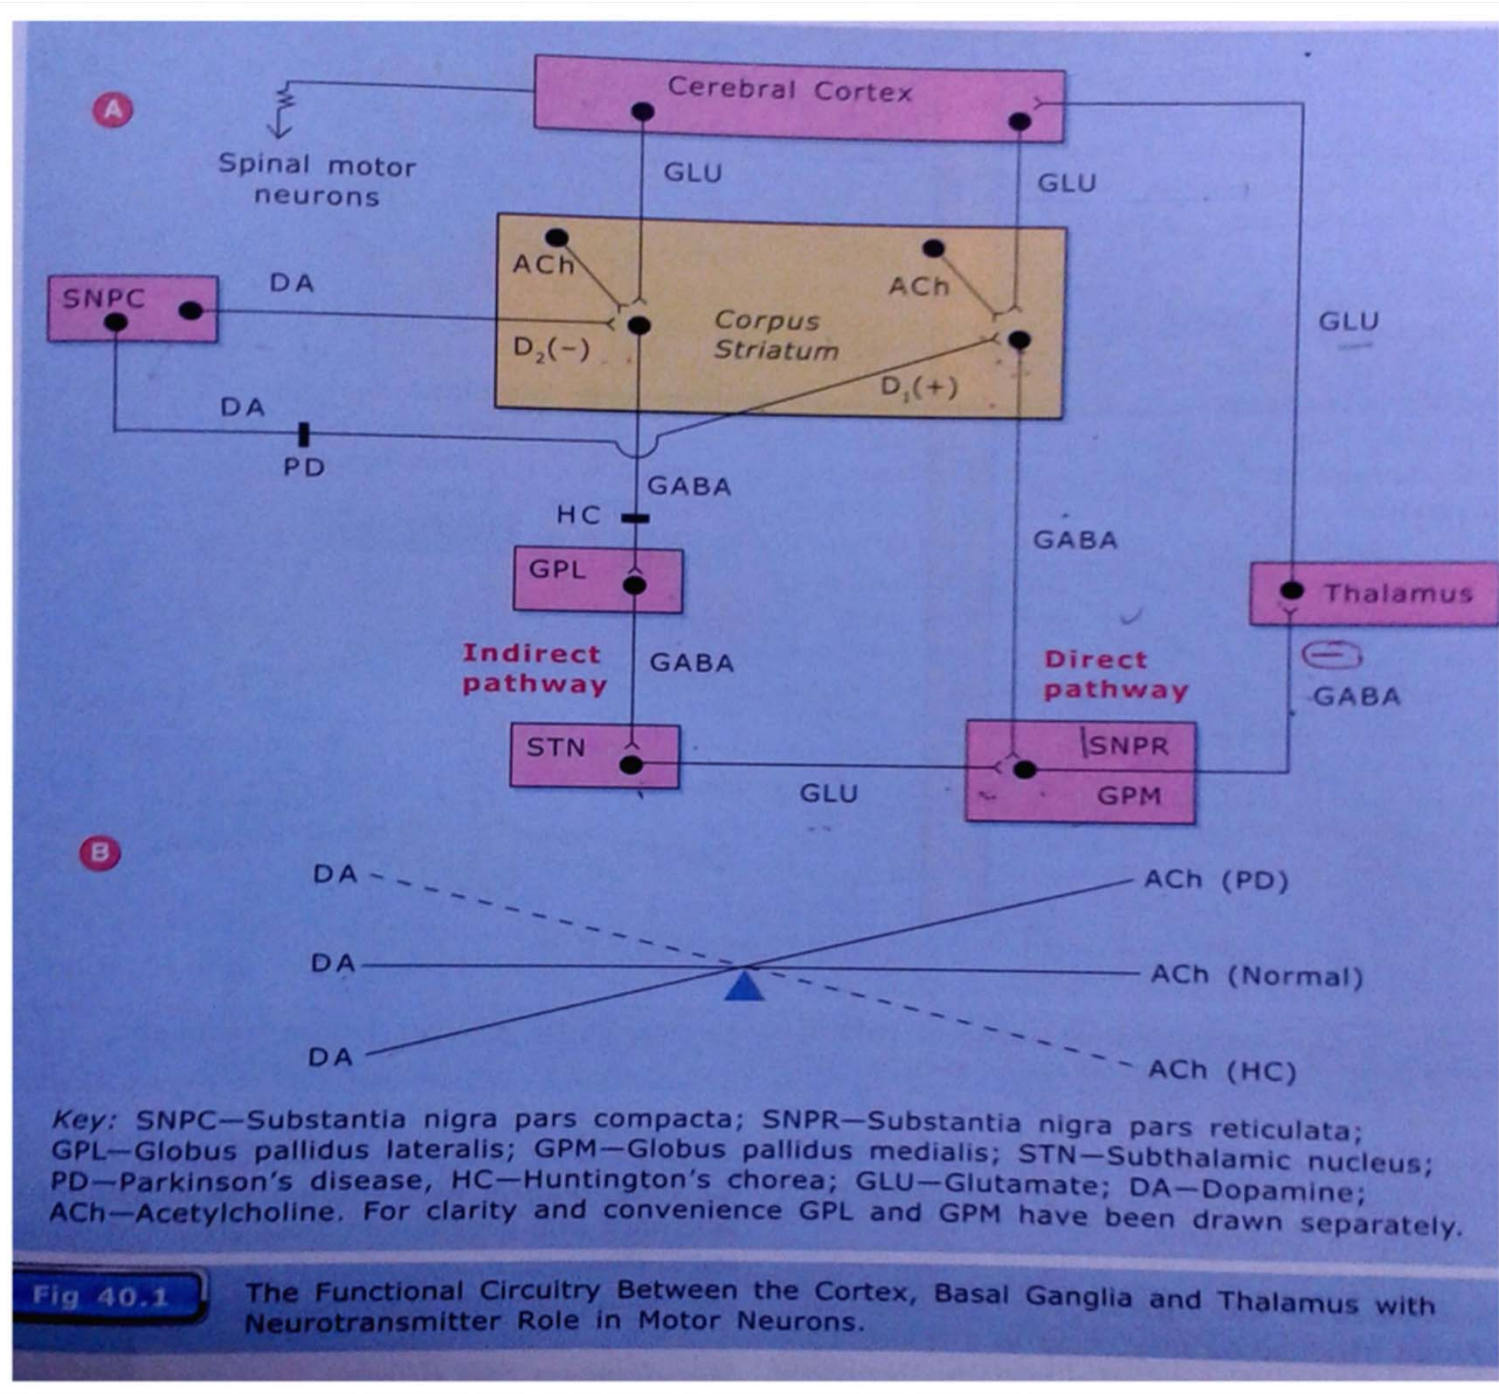 A
Cerebral Cortex
GLU
GLU
Spinal motor
neurons
ACh
ACh
SNPC
DA
D₂(−)
Corpus
Striatum
D₁(+)
GLU
DA
PD
GABA
HC
GABA
GPL
Thalamus
Indirect
pathway
GABA
Direct
pathway
−
GABA
STN
SNPR
GLU
GPM
B
DA
ACh (PD)
DA
ACh (Normal)
DA
ACh (HC)
Key: SNPC—Substantia nigra pars compacta; SNPR—Substantia nigra pars reticulata;
GPL—Globus pallidus lateralis; GPM—Globus pallidus medialis; STN—Subthalamic nucleus;
PD—Parkinson's disease, HC—Huntington's chorea; GLU—Glutamate; DA—Dopamine;
ACh—Acetylcholine. For clarity and convenience GPL and GPM have been drawn separately.
Fig 40.1
The Functional Circuitry Between the Cortex, Basal Ganglia and Thalamus with
Neurotransmitter Role in Motor Neurons.